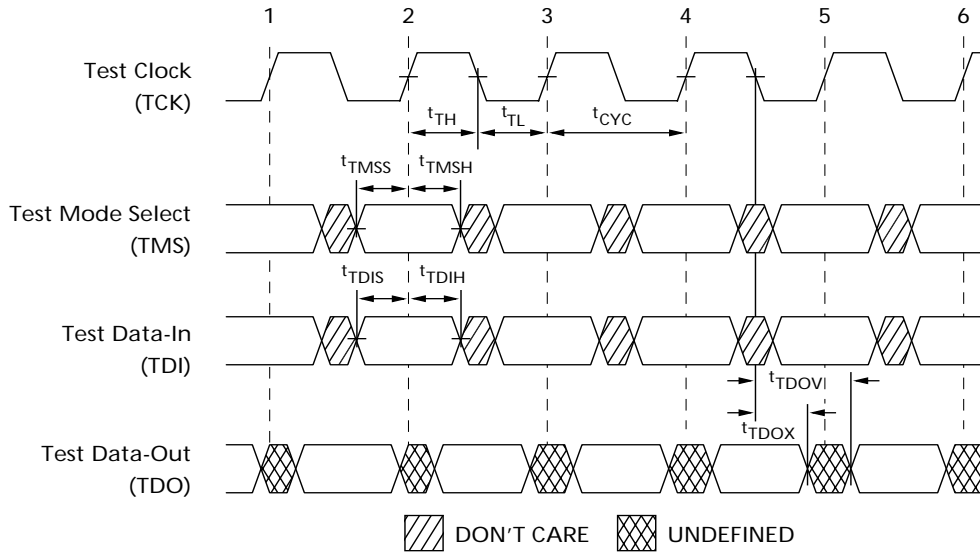 1 2 3 4 5 6
Test Clock
(TCK)
tTH tTL tCYC
tTMSS tTMSH
Test Mode Select
(TMS)
tTDIS tTDIH
Test Data-In
(TDI)
tTDOV
tTDOX
Test Data-Out
(TDO)
DON'T CARE UNDEFINED